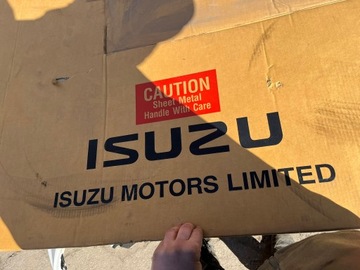 CAUTION
Sheet Metal
Handle With Care
ISUZU
ISUZU MOTORS LIMITED